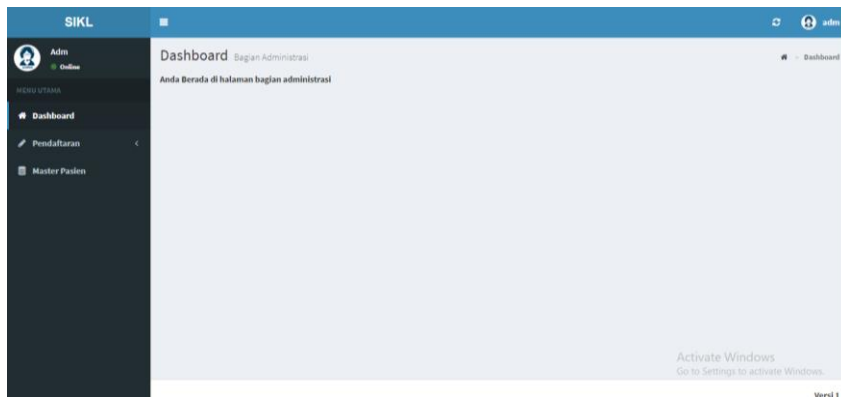 SIKL
adm
Adm
Online
Dashboard Bagian Administrasi
Dashboard
MENU UTAMA
Anda Berada di halaman bagian administrasi
Dashboard
Pendaftaran
Master Pasien
Activate Windows
Go to Settings to activate Windows.
Versi 1